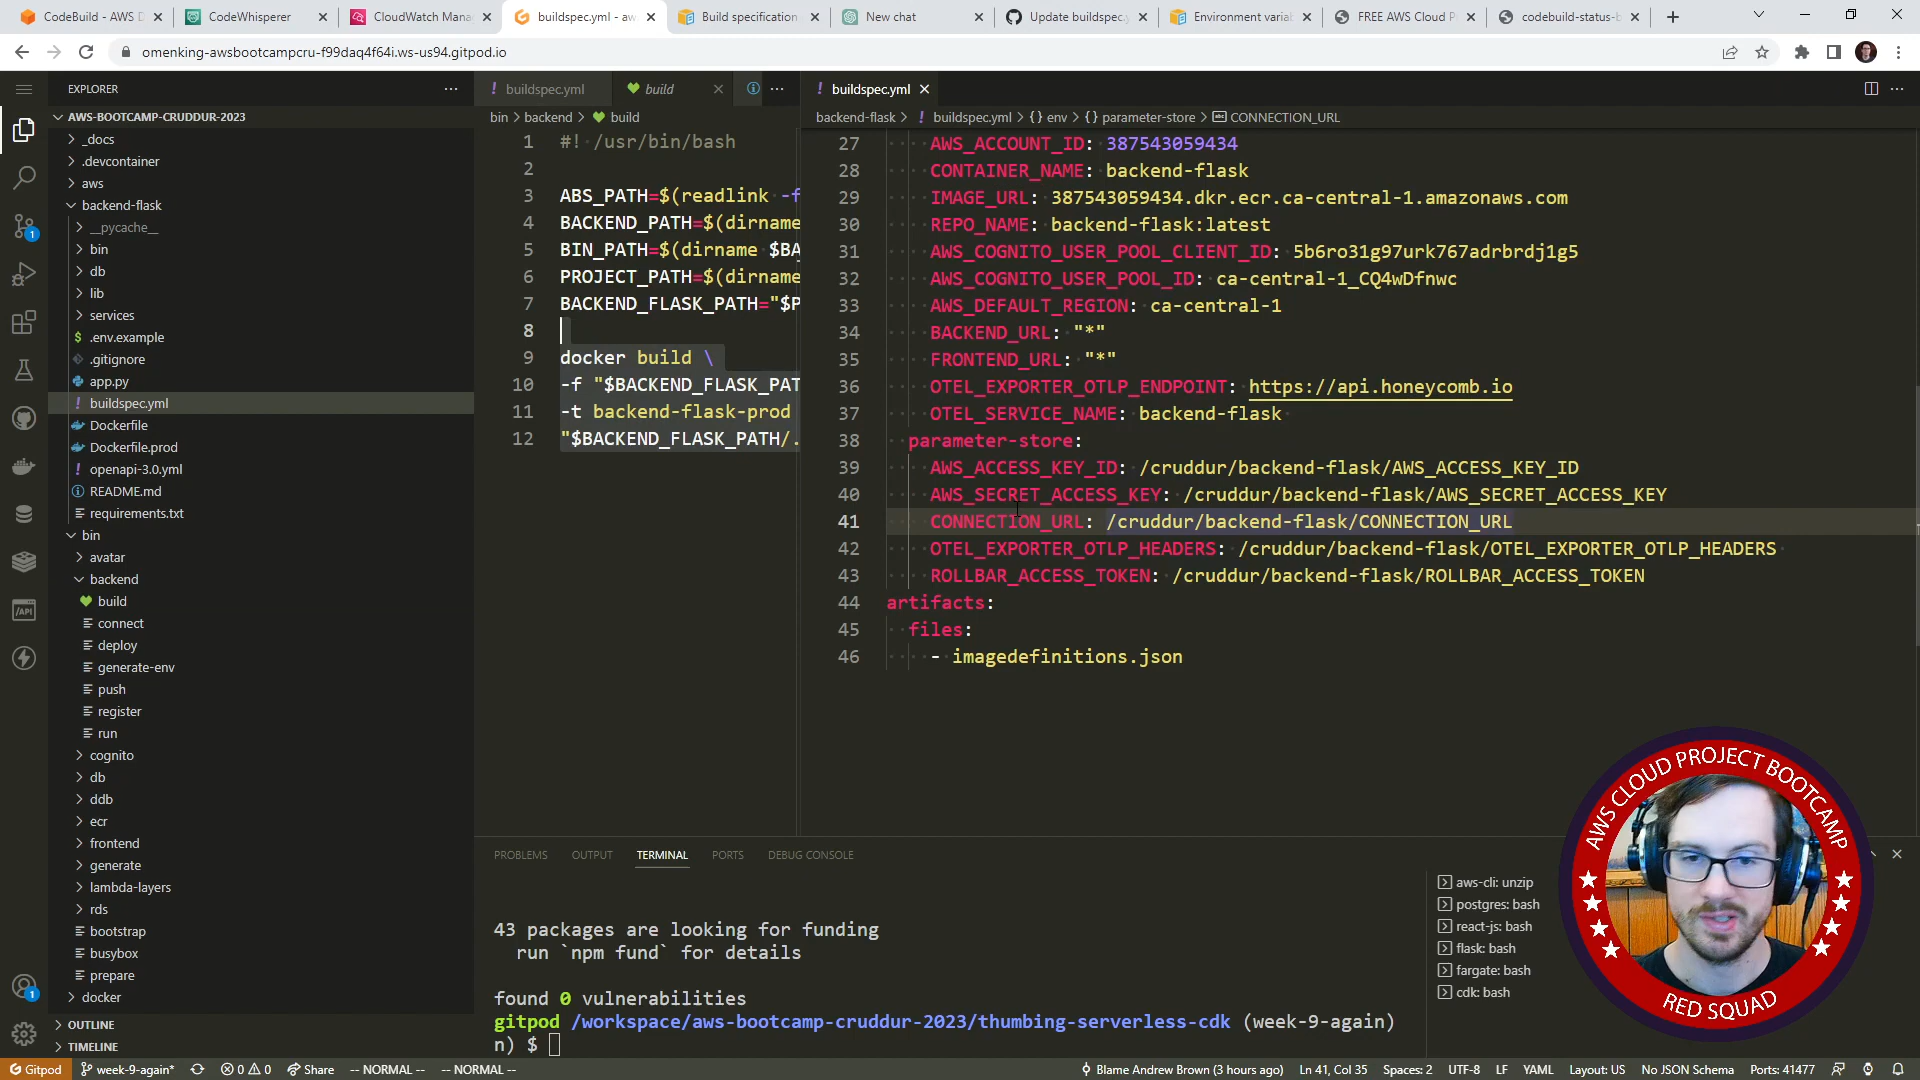 CodeBuild - AWS D
CodeWhisperer
CloudWatch Mana
buildspec.yml - aw
Build specification
New chat
Update buildspec.y
Environment varia
FREE AWS Cloud P
codebuild-status-b
omenking-awsbootcampcru-f99daq4f64i.ws-us94.gitpod.io
EXPLORER
AWS-BOOTCAMP-CRUDDUR-2023
_docs
.devcontainer
aws
backend-flask
__pycache__
bin
db
lib
services
.env.example
.gitignore
app.py
buildspec.yml
Dockerfile
Dockerfile.prod
openapi-3.0.yml
README.md
requirements.txt
bin
avatar
backend
build
connect
deploy
generate-env
push
register
run
cognito
db
ddb
ecr
frontend
generate
lambda-layers
rds
bootstrap
busybox
prepare
docker
OUTLINE
TIMELINE
buildspec.yml
build
bin > backend > build
1 #! /usr/bin/bash
2
3 ABS_PATH=$(readlink -f
4 BACKEND_PATH=$(dirname
5 BIN_PATH=$(dirname $BA
6 PROJECT_PATH=$(dirname
7 BACKEND_FLASK_PATH="$P
8
9 docker build \
10 -f "$BACKEND_FLASK_PAT
11 -t backend-flask-prod
12 "$BACKEND_FLASK_PATH/.
buildspec.yml
backend-flask > buildspec.yml > {} env > {} parameter-store > CONNECTION_URL
27 AWS_ACCOUNT_ID: 387543059434
28 CONTAINER_NAME: backend-flask
29 IMAGE_URL: 387543059434.dkr.ecr.ca-central-1.amazonaws.com
30 REPO_NAME: backend-flask:latest
31 AWS_COGNITO_USER_POOL_CLIENT_ID: 5b6ro31g97urk767adrbrdj1g5
32 AWS_COGNITO_USER_POOL_ID: ca-central-1_CQ4wDfnwc
33 AWS_DEFAULT_REGION: ca-central-1
34 BACKEND_URL: "*"
35 FRONTEND_URL: "*"
36 OTEL_EXPORTER_OTLP_ENDPOINT: https://api.honeycomb.io
37 OTEL_SERVICE_NAME: backend-flask
38 parameter-store:
39 AWS_ACCESS_KEY_ID: /cruddur/backend-flask/AWS_ACCESS_KEY_ID
40 AWS_SECRET_ACCESS_KEY: /cruddur/backend-flask/AWS_SECRET_ACCESS_KEY
41 CONNECTION_URL: /cruddur/backend-flask/CONNECTION_URL
42 OTEL_EXPORTER_OTLP_HEADERS: /cruddur/backend-flask/OTEL_EXPORTER_OTLP_HEADERS
43 ROLLBAR_ACCESS_TOKEN: /cruddur/backend-flask/ROLLBAR_ACCESS_TOKEN
44 artifacts:
45 files:
46 - imagedefinitions.json
PROBLEMS OUTPUT TERMINAL PORTS DEBUG CONSOLE
43 packages are looking for funding
run `npm fund` for details
found 0 vulnerabilities
gitpod /workspace/aws-bootcamp-cruddur-2023/thumbing-serverless-cdk (week-9-again)
n) $
aws-cli: unzip
postgres: bash
react-js: bash
flask: bash
fargate: bash
cdk: bash
AWS CLOUD PROJECT BOOTCAMP
RED SQUAD
Gitpod week-9-again* 0 0 Share -- NORMAL -- -- NORMAL -- Blame Andrew Brown (3 hours ago) Ln 41, Col 35 Spaces: 2 UTF-8 LF YAML Layout: US No JSON Schema Ports: 41477